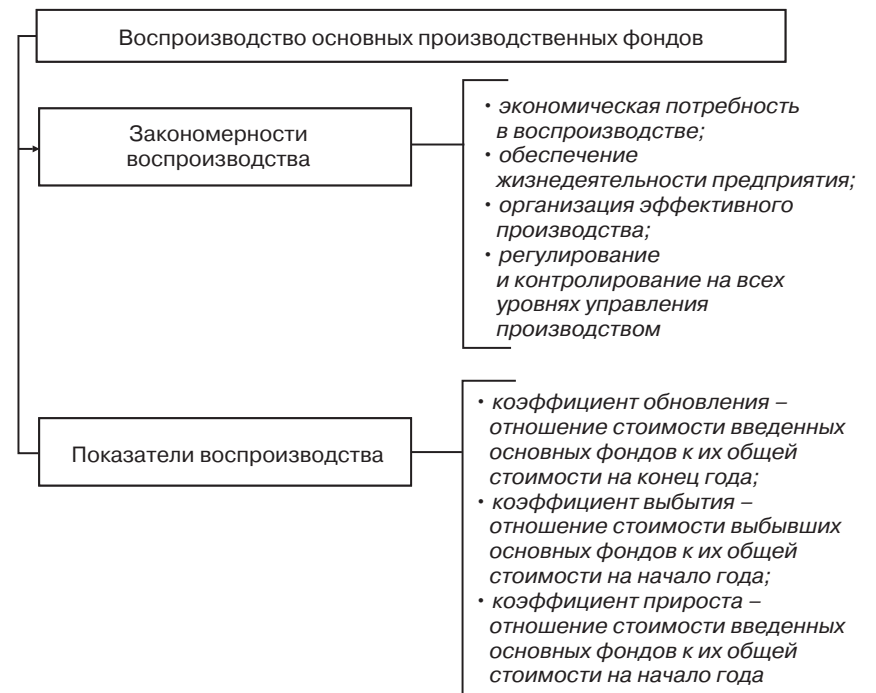 Воспроизводство основных производственных фондов
Закономерности
воспроизводства
• экономическая потребность
в воспроизводстве;
• обеспечение
жизнедеятельности предприятия;
• организация эффективного
производства;
• регулирование
и контролирование на всех
уровнях управления
производством
Показатели воспроизводства
• коэффициент обновления –
отношение стоимости введенных
основных фондов к их общей
стоимости на конец года;
• коэффициент выбытия –
отношение стоимости выбывших
основных фондов к их общей
стоимости на начало года;
• коэффициент прироста –
отношение стоимости введенных
основных фондов к их общей
стоимости на начало года